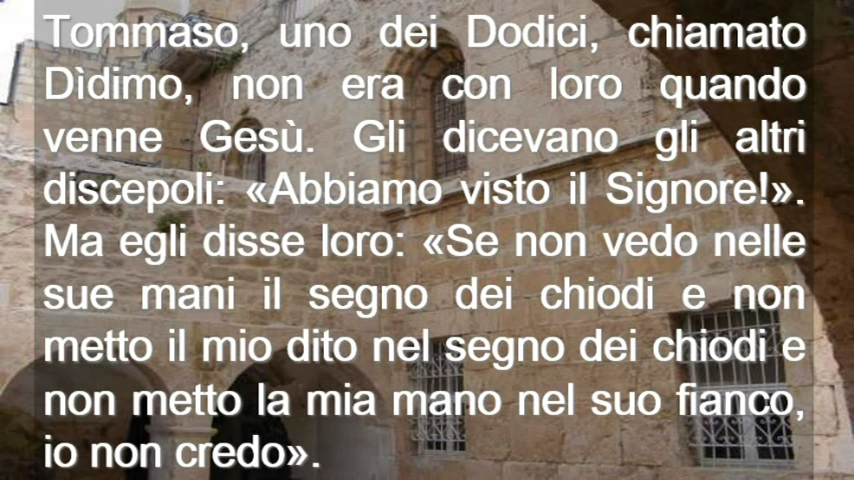 Tommaso, uno dei Dodici, chiamato
Dìdimo, non era con loro quando
venne Gesù. Gli dicevano gli altri
discepoli: «Abbiamo visto il Signore!».
Ma egli disse loro: «Se non vedo nelle
sue mani il segno dei chiodi e non
metto il mio dito nel segno dei chiodi e
non metto la mia mano nel suo fianco,
io non credo».